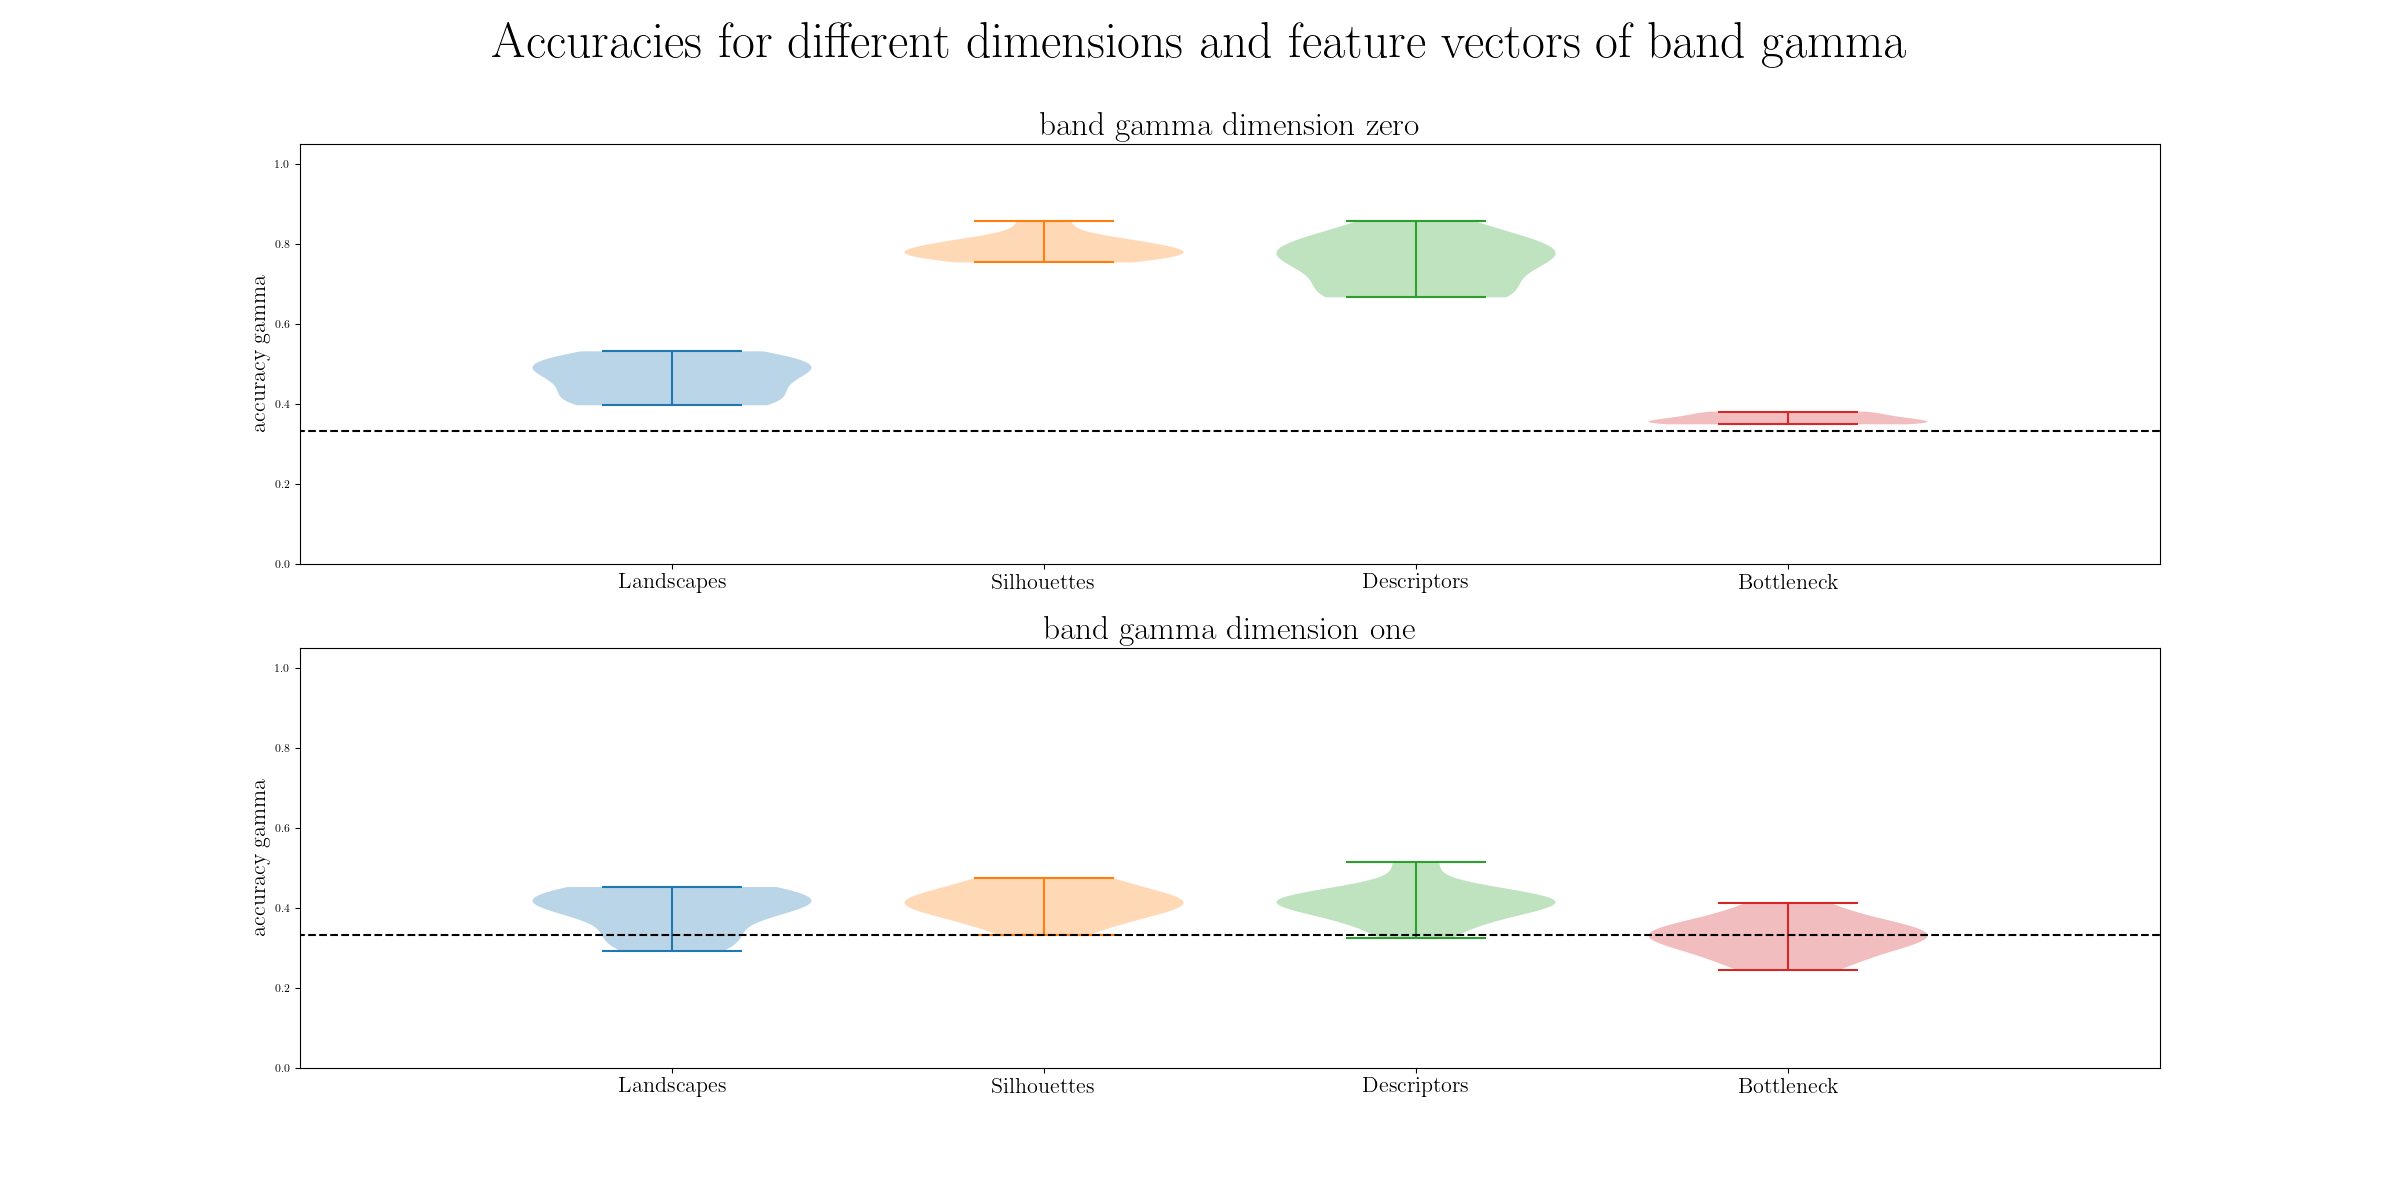 Accuracies for different dimensions and feature vectors of band gamma
band gamma dimension zero
accuracy gamma
1.0
0.8
0.6
0.4
0.2
0.0
Landscapes Silhouettes Descriptors Bottleneck
band gamma dimension one
accuracy gamma
1.0
0.8
0.6
0.4
0.2
0.0
Landscapes Silhouettes Descriptors Bottleneck